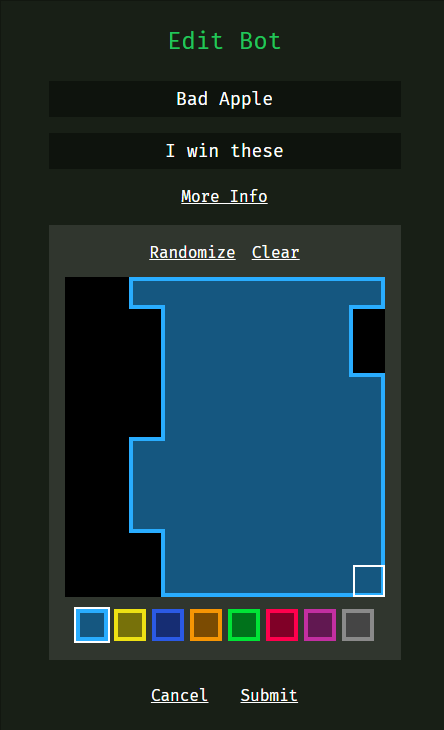 Edit Bot
Bad Apple
I win these
More Info
Randomize Clear
Cancel Submit